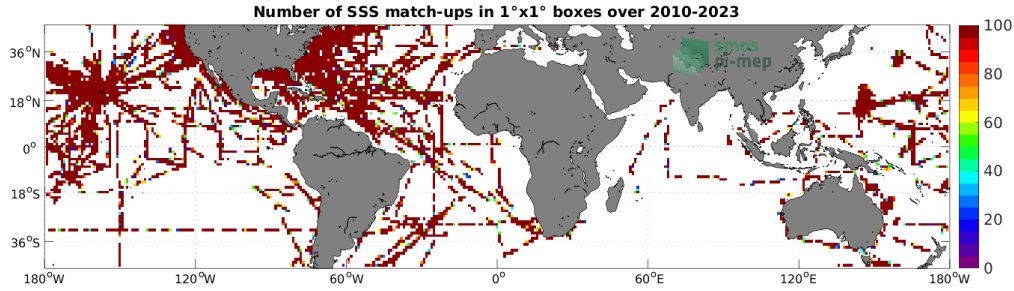 Number of SSS match-ups in 1°x1° boxes over 2010-2023
36°N
18°N
0°
18°S
36°S
180°W
120°W
60°W
0°
60°E
120°E
180°W
100
80
60
40
20
0
smos
pi-mep